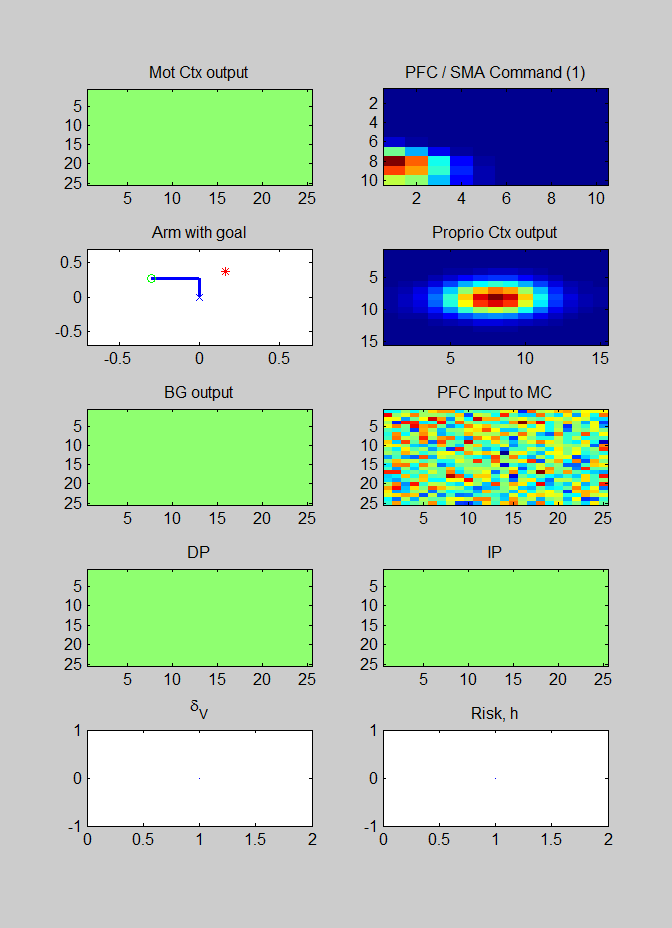 Mot Ctx output
5
10
15
20
25
5 10 15 20 25
PFC / SMA Command (1)
2
4
6
8
10
2 4 6 8 10
Arm with goal
0.5
0
-0.5
-0.5 0 0.5
Proprio Ctx output
5
10
15
5 10 15
BG output
5
10
15
20
25
5 10 15 20 25
PFC Input to MC
5
10
15
20
25
5 10 15 20 25
DP
5
10
15
20
25
5 10 15 20 25
IP
5
10
15
20
25
5 10 15 20 25
δV
1
0
-1
0 0.5 1 1.5 2
Risk, h
1
0
-1
0 0.5 1 1.5 2